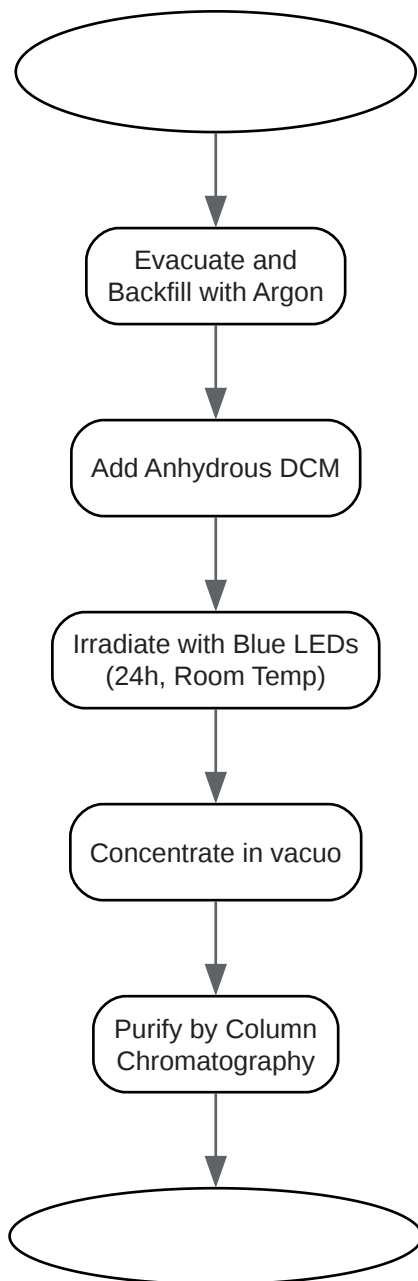 Evacuate and
Backfill with Argon
Add Anhydrous DCM
Irradiate with Blue LEDs
(24h, Room Temp)
Concentrate in vacuo
Purify by Column
Chromatography